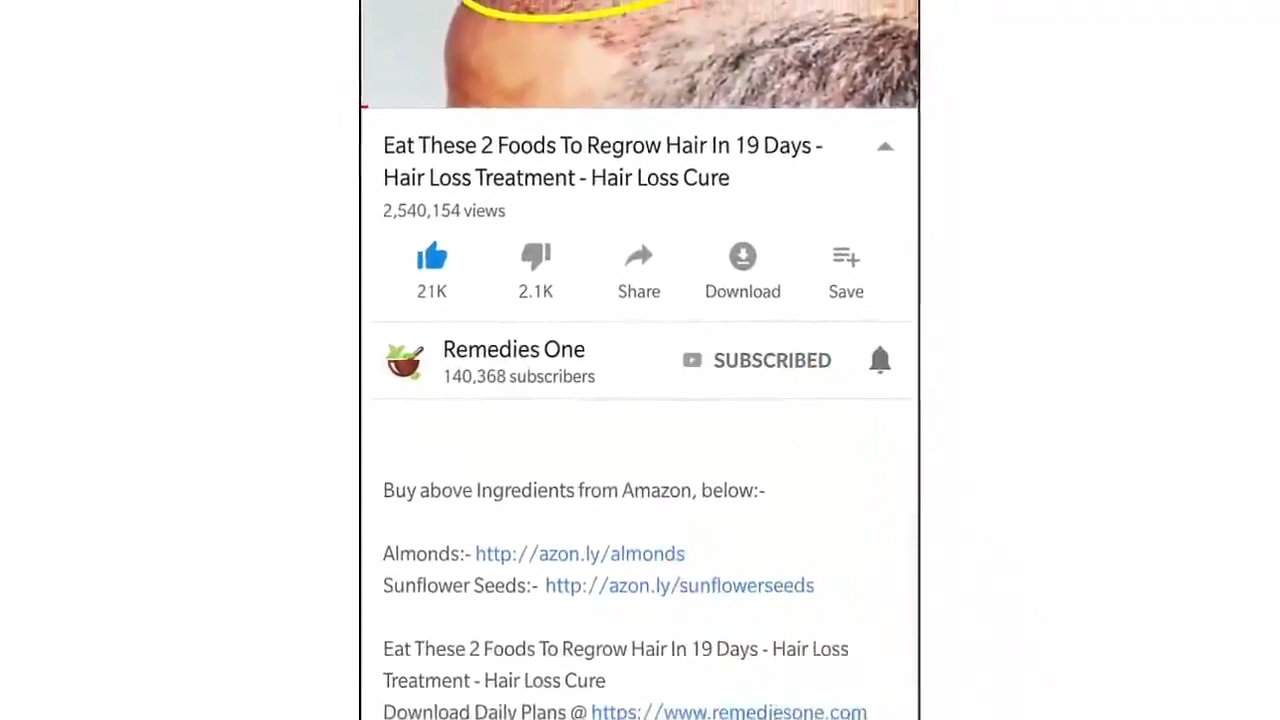 Eat These 2 Foods To Regrow Hair In 19 Days -
Hair Loss Treatment - Hair Loss Cure
2,540,154 views
21K 2.1K Share Download Save
Remedies One
SUBSCRIBED
140,368 subscribers
Buy above Ingredients from Amazon, below:-
Almonds:- http://azon.ly/almonds
Sunflower Seeds:- http://azon.ly/sunflowerseeds
Eat These 2 Foods To Regrow Hair In 19 Days - Hair Loss
Treatment - Hair Loss Cure
Download Daily Plans @ https://www.remediesone.com